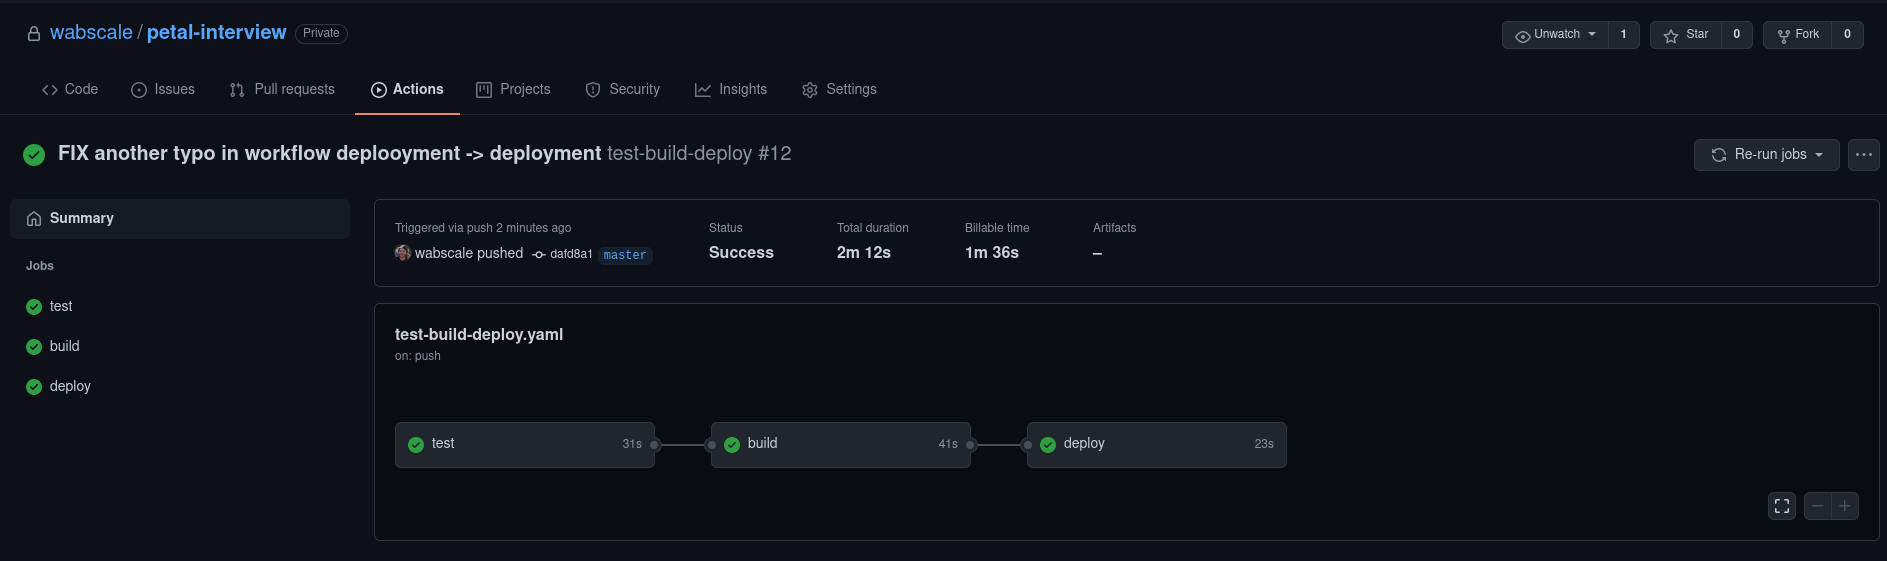 wabscale / petal-interview Private
Unwatch 1 Star 0 Fork 0
Code Issues Pull requests Actions Projects Security Insights Settings
FIX another typo in workflow deplooyment -> deployment test-build-deploy #12
Re-run jobs
Summary
Jobs
test
build
deploy
Triggered via push 2 minutes ago
wabscale pushed dafd8a1 master
Status
Success
Total duration
2m 12s
Billable time
1m 36s
Artifacts
–
test-build-deploy.yaml
on: push
test 31s
build 41s
deploy 23s